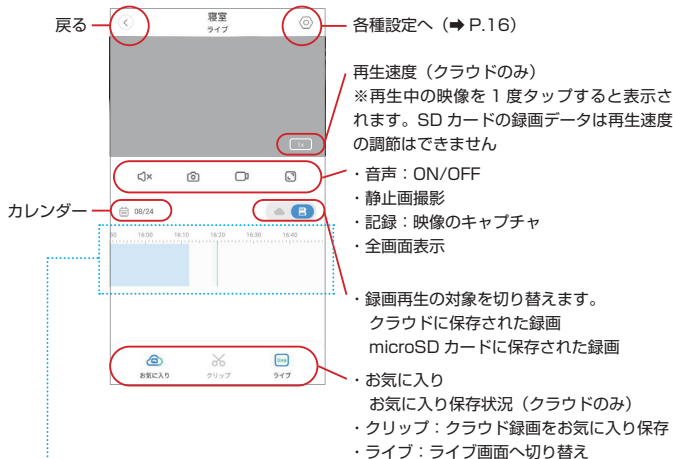 戻る
寝室
ライブ
各種設定へ（➡ P.16）
再生速度（クラウドのみ）
※再生中の映像を 1 度タップすると表示さ
れます。SD カードの録画データは再生速度
の調節はできません
1x
・音声：ON/OFF
・静止画撮影
・記録：映像のキャプチャ
・全画面表示
カレンダー
08/24
50 16:00 16:10 16:20 16:30 16:40
・録画再生の対象を切り替えます。
クラウドに保存された録画
microSD カードに保存された録画
お気に入り クリップ ライブ
・お気に入り
お気に入り保存状況（クラウドのみ）
・クリップ：クラウド録画をお気に入り保存
・ライブ：ライブ画面へ切り替え